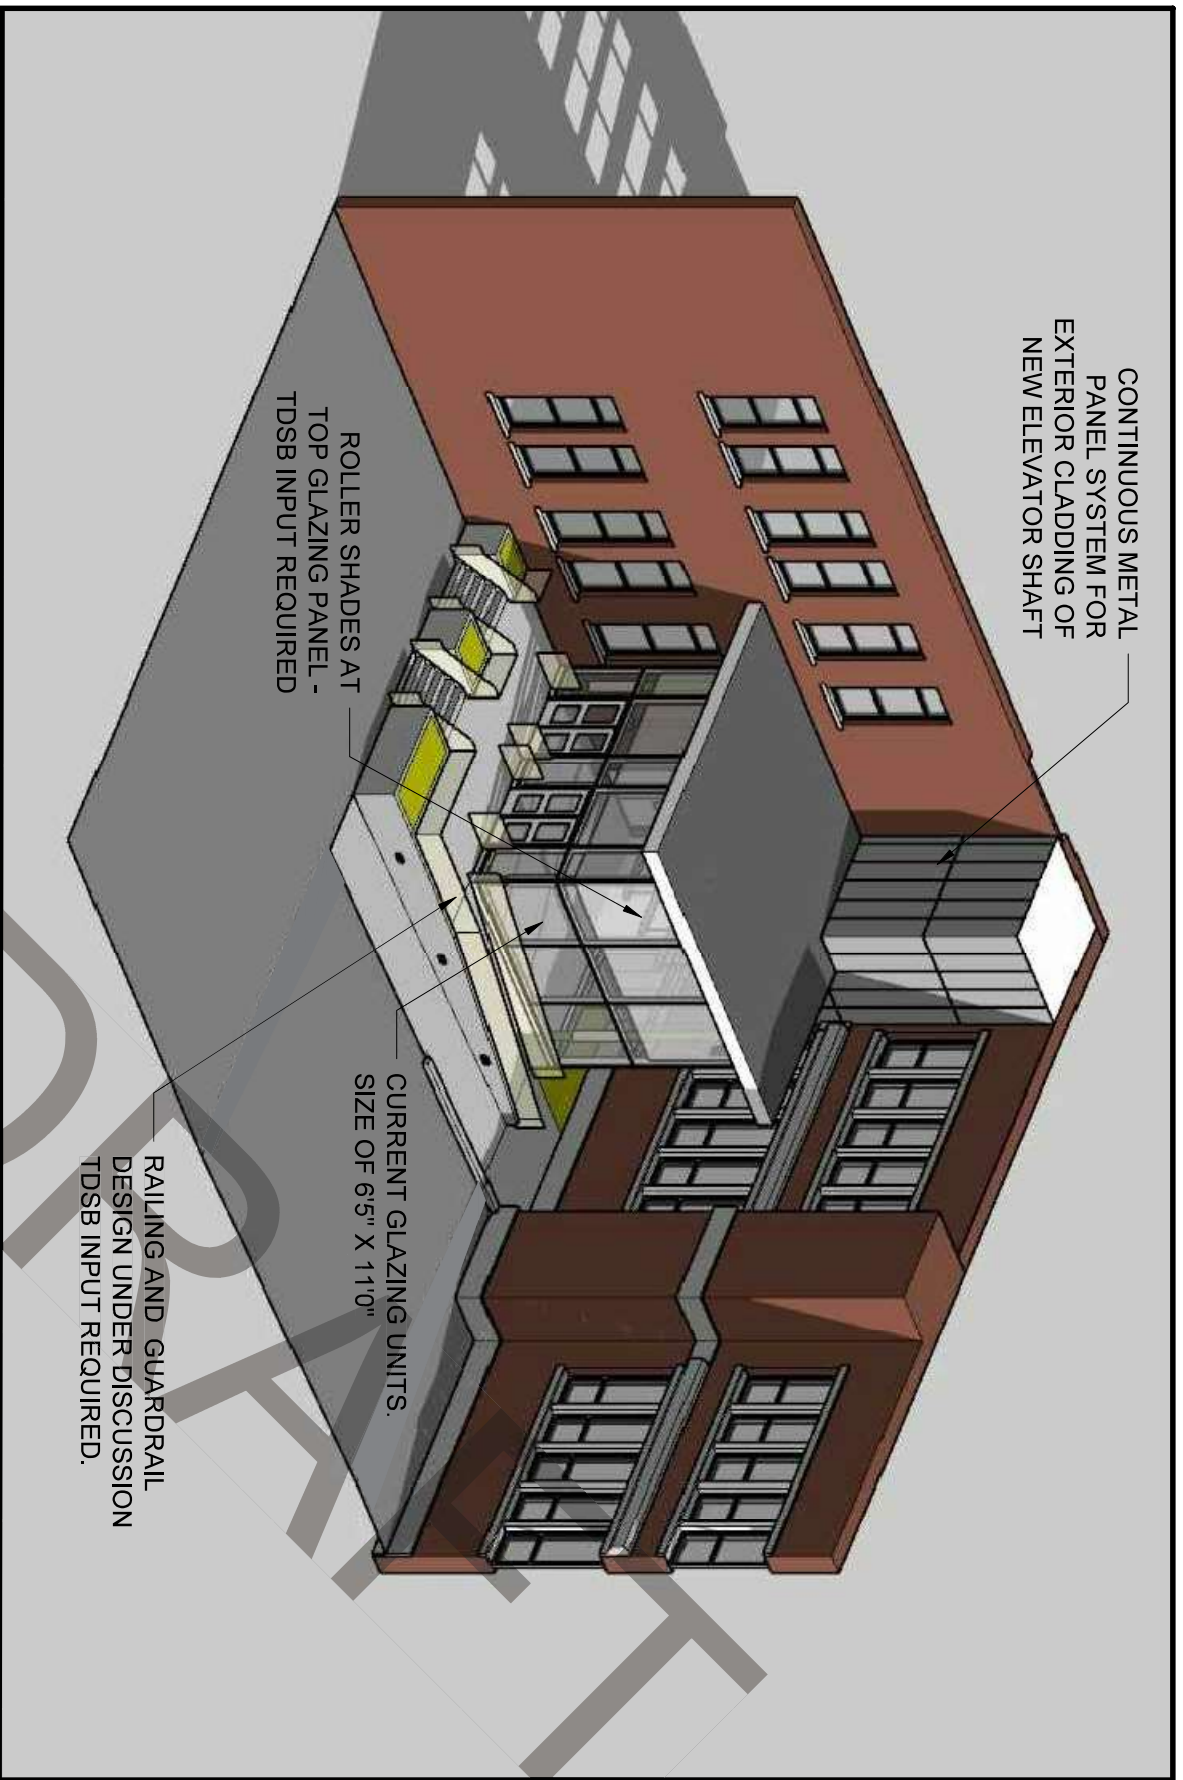 CONTINUOUS METAL
PANEL SYSTEM FOR
EXTERIOR CLADDING OF
NEW ELEVATOR SHAFT
ROLLER SHADES AT
TOP GLAZING PANEL -
TDSB INPUT REQUIRED
CURRENT GLAZING UNITS.
SIZE OF 6'5" X 11'0"
RAILING AND GUARDRAIL
DESIGN UNDER DISCUSSION
TDSB INPUT REQUIRED.
DRAFT